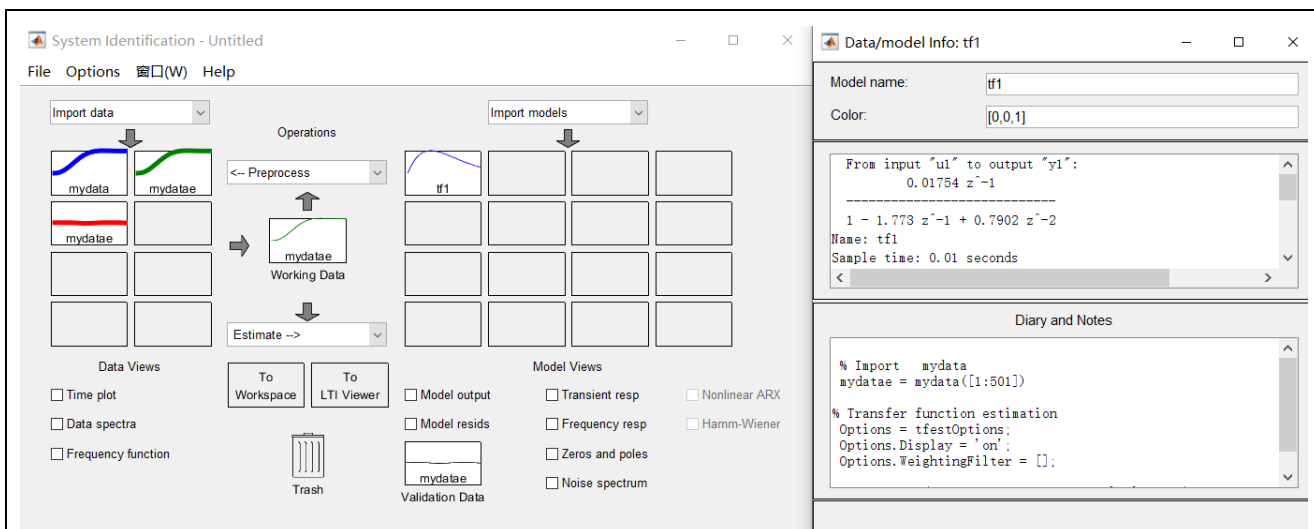 System Identification - Untitled
File Options 窗口(W) Help
Import data
Operations
Import models
mydata
mydatae
<-- Preprocess
tf1
mydatae
mydatae
Working Data
Estimate -->
Data Views
To Workspace
To LTI Viewer
Model Views
Time plot
Data spectra
Frequency function
Model output
Transient resp
Nonlinear ARX
Model resids
Frequency resp
Hamm-Wiener
Zeros and poles
Noise spectrum
Trash
mydatae
Validation Data
Data/model Info: tf1
Model name:
tf1
Color:
[0,0,1]
From input "u1" to output "y1":
0.01754 z^-1
----------------------------
1 - 1.773 z^-1 + 0.7902 z^-2
Name: tf1
Sample time: 0.01 seconds
Diary and Notes
% Import mydata
mydatae = mydata([1:501])
% Transfer function estimation
Options = tfestOptions;
Options.Display = 'on';
Options.WeightingFilter = [];